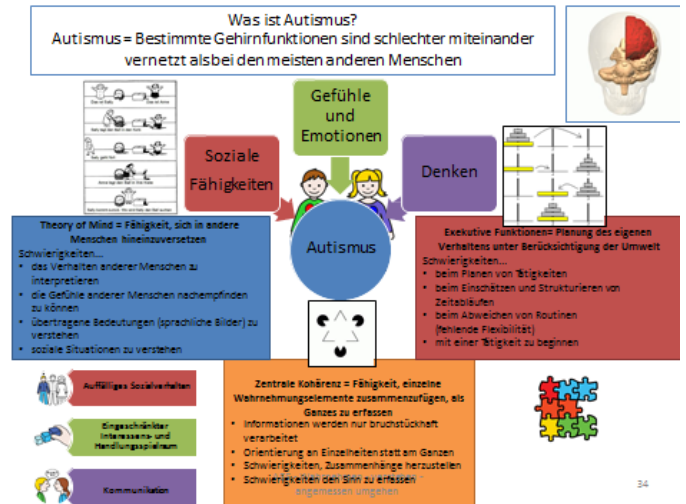 Was ist Autismus?
Autismus = Bestimmte Gehirnfunktionen sind schlechter miteinander
vernetzt alsbei den meisten anderen Menschen
Gefühle
und
Emotionen
Soziale
Fähigkeiten
Denken
Autismus
Theory of Mind = Fähigkeit, sich in andere
Menschen hineinzuversetzen
Schwierigkeiten...
• das Verhalten anderer Menschen zu
interpretieren
• die Gefühle anderer Menschen nachempfinden
zu können
• übertragene Bedeutungen (sprachliche Bilder) zu
verstehen
• soziale Situationen zu verstehen
Exekutive Funktionen= Planung des eigenen
Verhaltens unter Berücksichtigung der Umwelt
Schwierigkeiten...
• beim Planen von Tätigkeiten
• beim Einschätzen und Strukturieren von
Zeitabläufen
• beim Abweichen von Routinen
(fehlende Flexibilität)
• mit einer Tätigkeit zu beginnen
Zentrale Kohärenz = Fähigkeit, einzelne
Wahrnehmungselemente zusammenzufügen, als
Ganzes zu erfassen
• Informationen werden nur bruchstückhaft
verarbeitet
• Orientierung an Einzelheiten statt am Ganzen
• Schwierigkeiten, Zusammenhänge herzustellen
• Schwierigkeiten den Sinn zu erfassen
angemessen umgehen
Auffälliges Sozialverhalten
Eingeschränkter
Interessens- und
Handlungsspielraum
Kommunikation
34